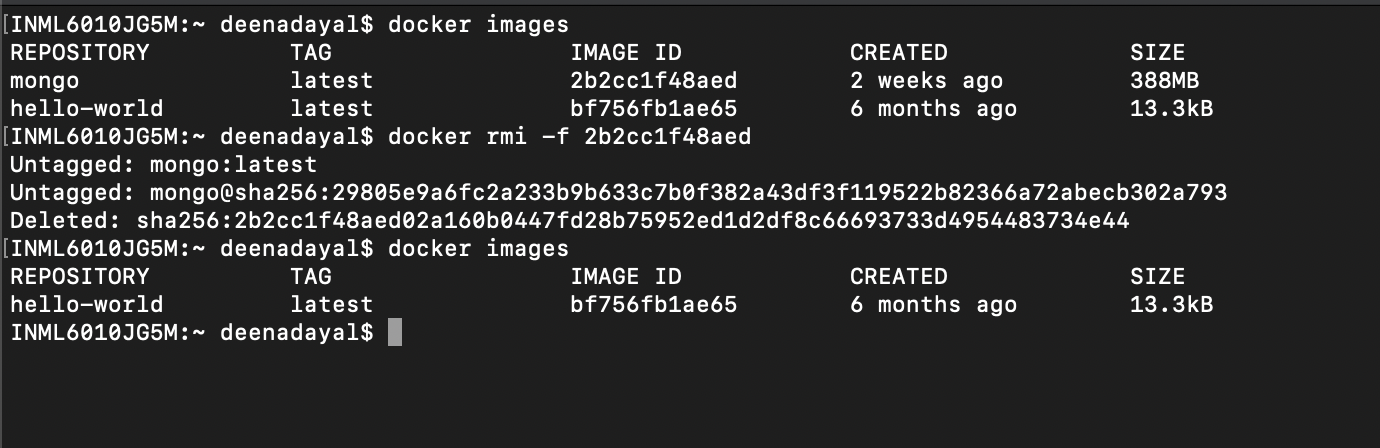 [INML6010JG5M:~ deenadayal$ docker images
REPOSITORY TAG IMAGE ID CREATED SIZE
mongo latest 2b2cc1f48aed 2 weeks ago 388MB
hello-world latest bf756fb1ae65 6 months ago 13.3kB
[INML6010JG5M:~ deenadayal$ docker rmi -f 2b2cc1f48aed
Untagged: mongo:latest
Untagged: mongo@sha256:29805e9a6fc2a233b9b633c7b0f382a43df3f119522b82366a72abecb302a793
Deleted: sha256:2b2cc1f48aed02a160b0447fd28b75952ed1d2df8c66693733d4954483734e44
[INML6010JG5M:~ deenadayal$ docker images
REPOSITORY TAG IMAGE ID CREATED SIZE
hello-world latest bf756fb1ae65 6 months ago 13.3kB
INML6010JG5M:~ deenadayal$